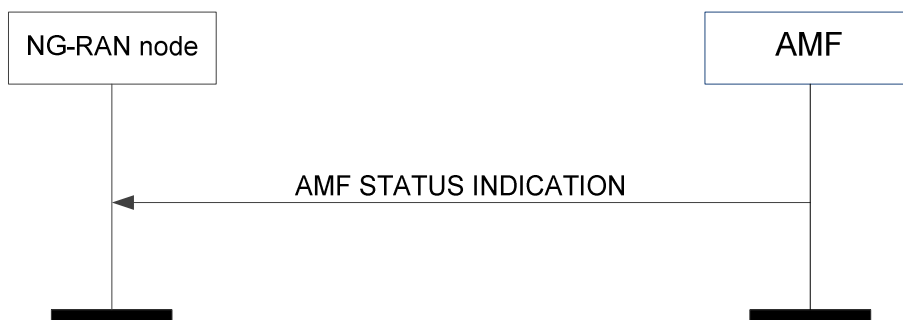 NG-RAN node
AMF
AMF STATUS INDICATION